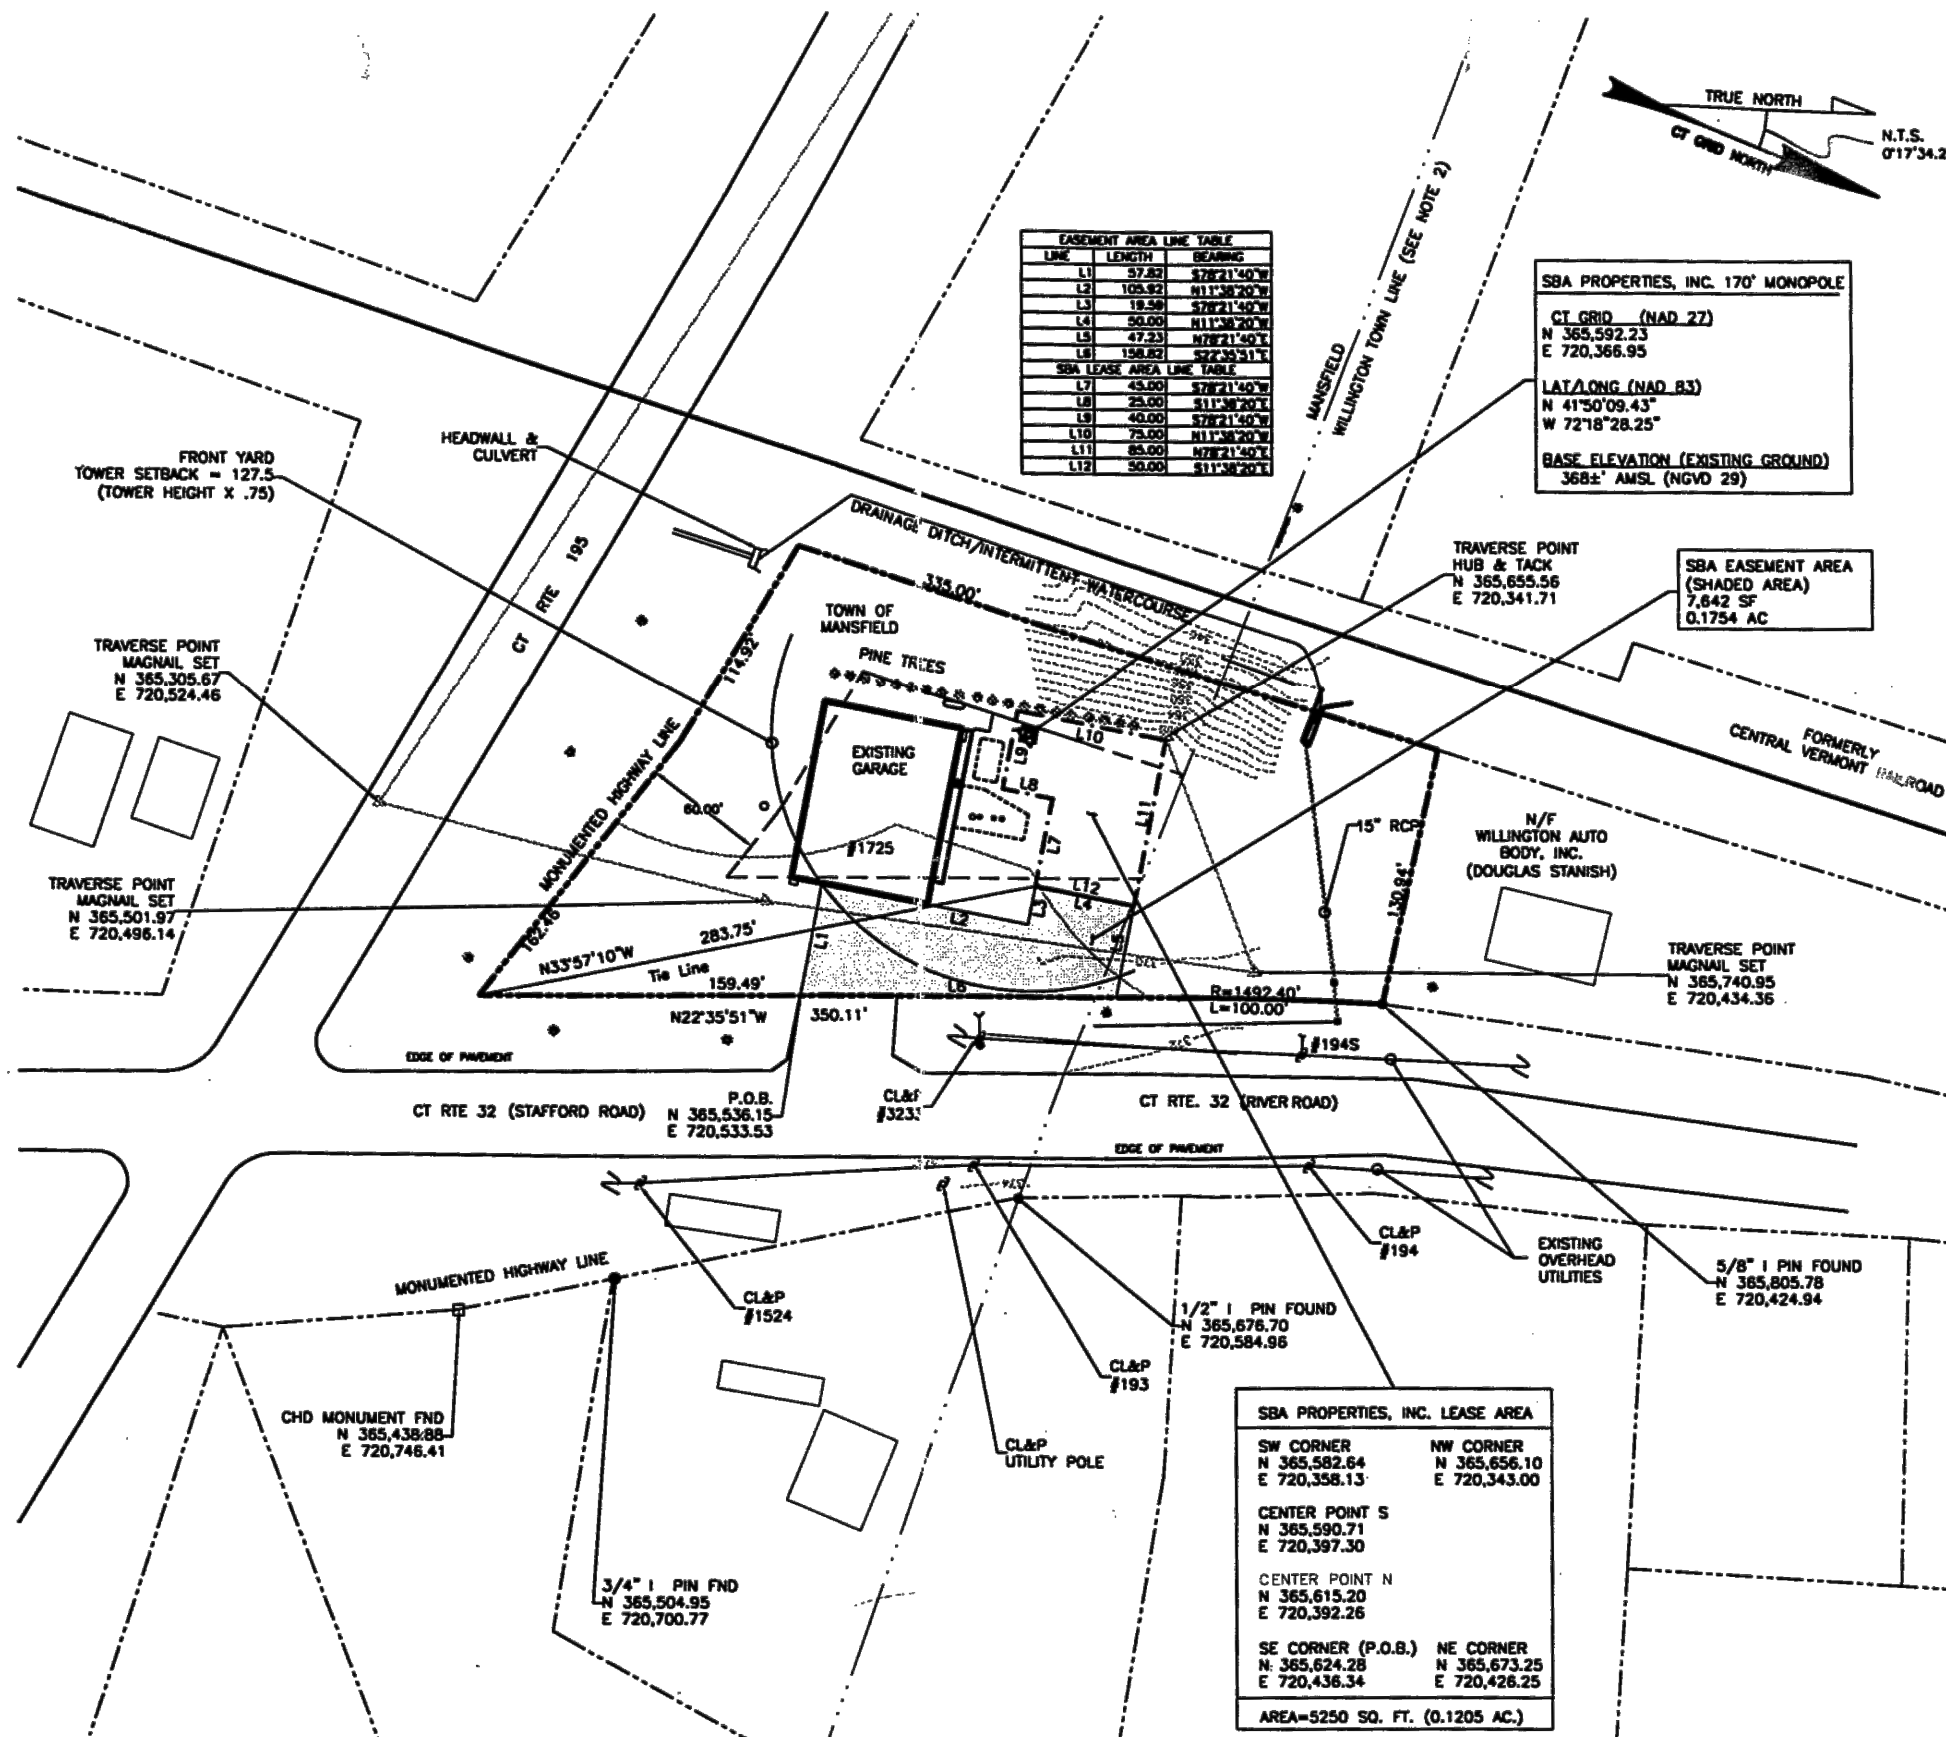 TRUE NORTH
CT GRID NORTH
N.T.S.
0°17'34.2
MANSFIELD
WILLINGTON TOWN LINE (SEE NOTE 2)
EASEMENT AREA LINE TABLE
LINE LENGTH BEARING
L1 57.82 S78°21'40"W
L2 105.92 N11°38'20"W
L3 19.58 S78°21'40"W
L4 50.00 N11°38'20"W
L5 47.23 N78°21'40"E
L6 158.82 S22°35'51"E
SBA LEASE AREA LINE TABLE
L7 45.00 S78°21'40"W
L8 25.00 S11°38'20"E
L9 40.00 S78°21'40"W
L10 75.00 N11°38'20"W
L11 85.00 N78°21'40"E
L12 50.00 S11°38'20"E
SBA PROPERTIES, INC. 170' MONOPOLE
CT GRID (NAD 27)
N 365,592.23
E 720,366.95
LAT/LONG (NAD 83)
N 41°50'09.43"
W 72°18'28.25"
BASE ELEVATION (EXISTING GROUND)
368±' AMSL (NGVD 29)
FRONT YARD
TOWER SETBACK = 127.5
(TOWER HEIGHT X .75)
HEADWALL &
CULVERT
DRAINAGE DITCH/INTERMITTENT WATERCOURSE
CT RTE 195
335.00'
TRAVERSE POINT
HUB & TACK
N 365,655.56
E 720,341.71
SBA EASEMENT AREA
(SHADED AREA)
7,642 SF
0.1754 AC
TOWN OF
MANSFIELD
PINE TREES
114.92'
TRAVERSE POINT
MAGNAIL SET
N 365,305.67
E 720,524.46
MONUMENTED HIGHWAY LINE
60.00'
EXISTING
GARAGE
#1725
L9
L10
L8
L11
L7
L12
L4
L3
L2
L1
L5
L6
15" RCP
130.94'
N/F
WILLINGTON AUTO
BODY, INC.
(DOUGLAS STANISH)
FORMERLY
CENTRAL VERMONT RAILROAD
TRAVERSE POINT
MAGNAIL SET
N 365,501.97
E 720,496.14
162.46'
N33°57'10"W
283.75'
Tie Line
159.49'
N22°35'51"W
350.11'
R=1492.40'
L=100.00'
TRAVERSE POINT
MAGNAIL SET
N 365,740.95
E 720,434.36
EDGE OF PAVEMENT
#194S
CT RTE 32 (STAFFORD ROAD)
P.O.B.
N 365,536.15
E 720,533.53
CL&P
#3233
CT RTE. 32 (RIVER ROAD)
EDGE OF PAVEMENT
374
372
370
MONUMENTED HIGHWAY LINE
CL&P
#1524
CL&P
#193
CL&P
#194
EXISTING
OVERHEAD
UTILITIES
5/8" I PIN FOUND
N 365,805.78
E 720,424.94
1/2" I PIN FOUND
N 365,676.70
E 720,584.96
CHD MONUMENT FND
N 365,438.88
E 720,746.41
CL&P
UTILITY POLE
3/4" I PIN FND
N 365,504.95
E 720,700.77
SBA PROPERTIES, INC. LEASE AREA
SW CORNER
N 365,582.64
E 720,358.13
NW CORNER
N 365,656.10
E 720,343.00
CENTER POINT S
N 365,590.71
E 720,397.30
CENTER POINT N
N 365,615.20
E 720,392.26
SE CORNER (P.O.B.)
N: 365,624.28
E 720,436.34
NE CORNER
N 365,673.25
E 720,426.25
AREA=5250 SQ. FT. (0.1205 AC.)